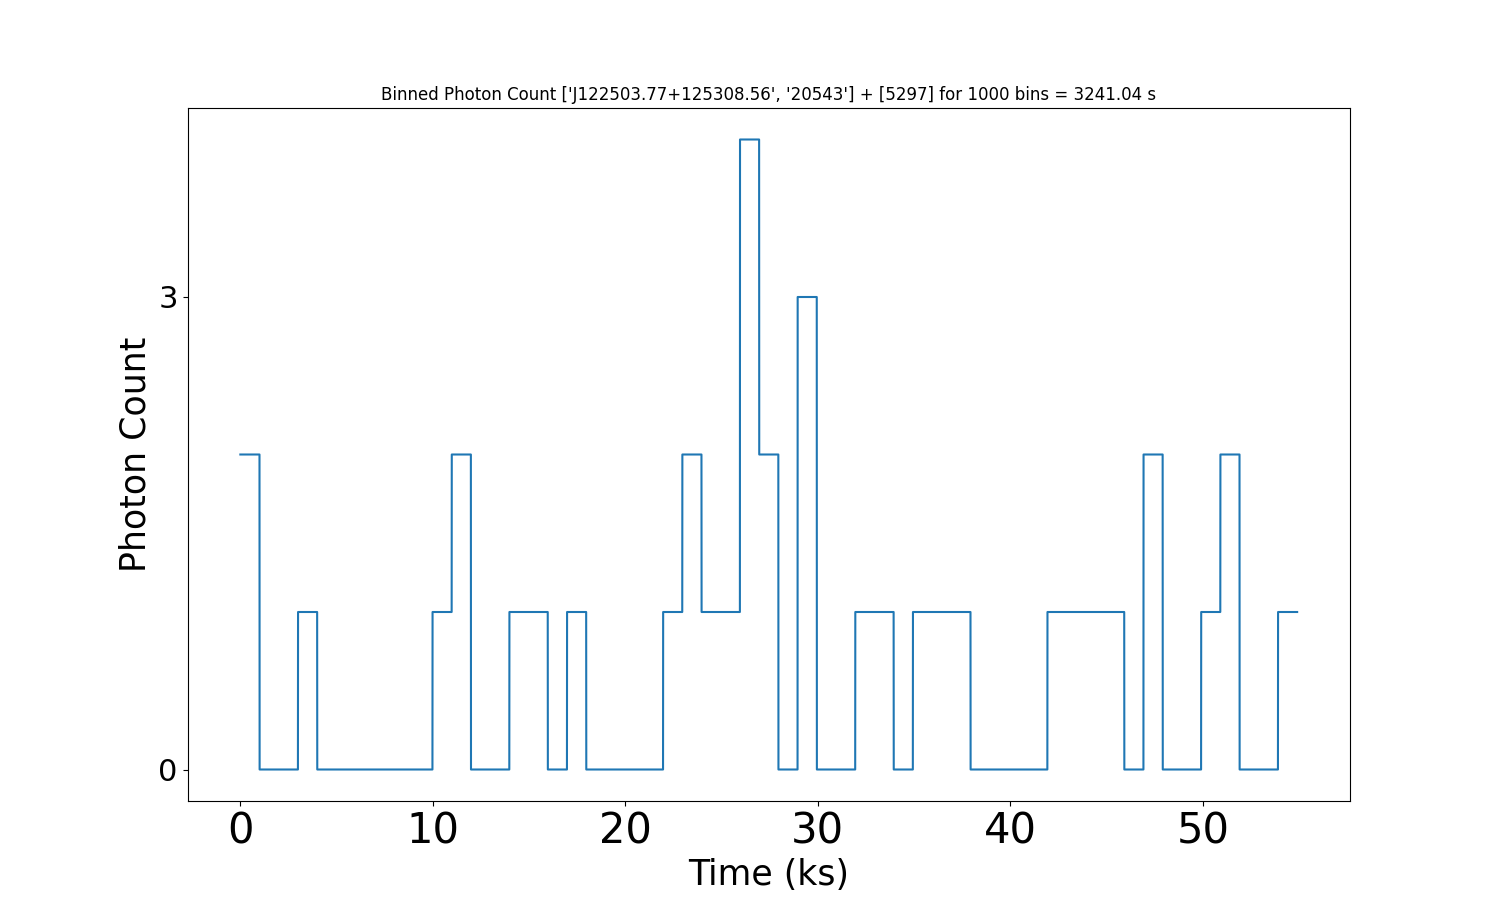 Binned Photon Count ['J122503.77+125308.56', '20543'] + [5297] for 1000 bins = 3241.04 s
Photon Count
3
0
0 10 20 30 40 50
Time (ks)